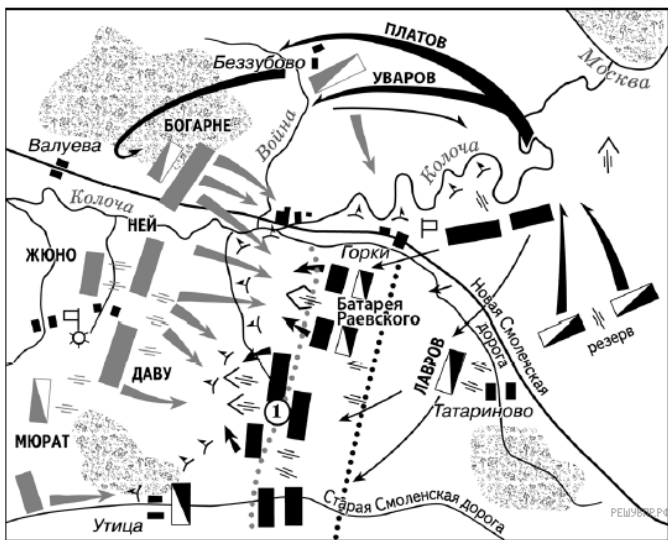 ПЛАТОВ
Москва
Беззубово
УВАРОВ
БОГАРНЕ
Война
Валуева
Колоча
Колоча
НЕЙ
ЖЮНО
Горки
Батарея
Раевского
Новая Смоленская
дорога
резерв
ДАВУ
ЛАВРОВ
Татариново
1
МЮРАТ
Старая Смоленская дорога
Утица
РЕШУВПР.РФ